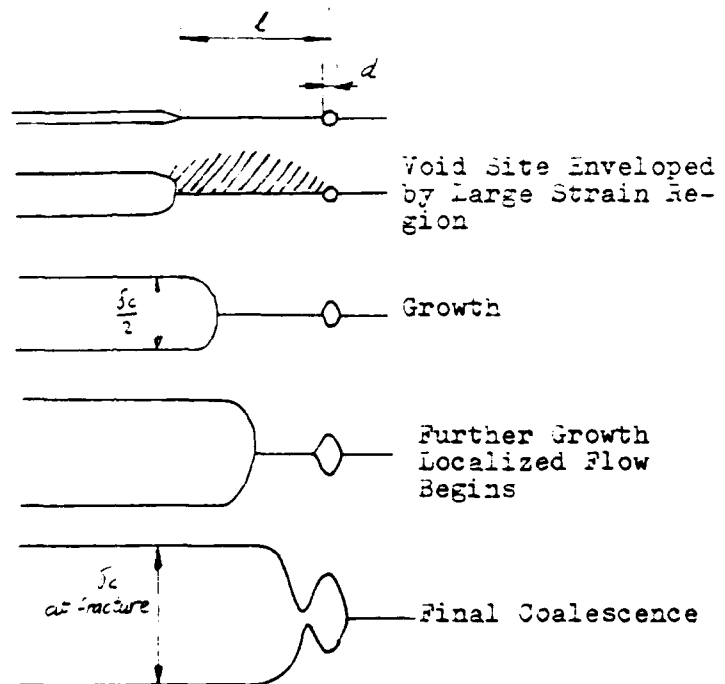 l
d
Void Site Enveloped
by Large Strain Re-
gion
δc
2
Growth
Further Growth
Localized Flow
Begins
δc
at fracture
Final Coalescence